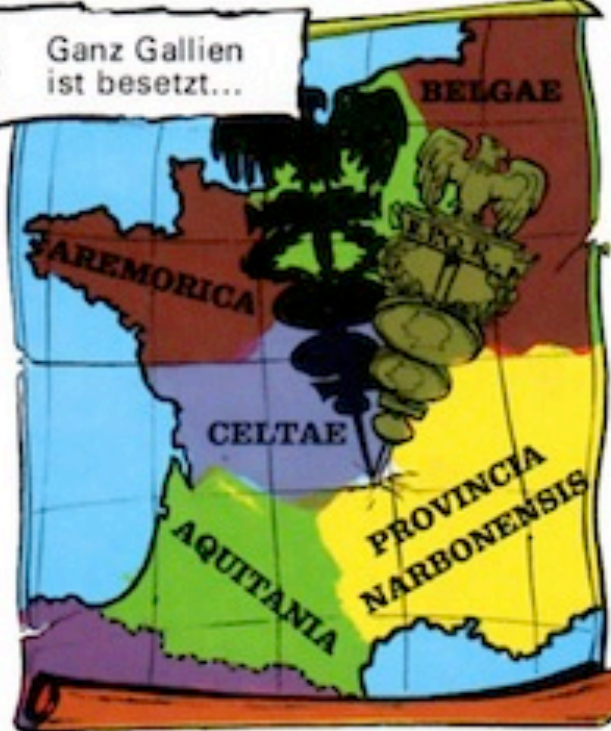 Ganz Gallien
ist besetzt...
BELGAE
AREMORICA
CELTAE
PROVINCIA
NARBONENSIS
AQUITANIA